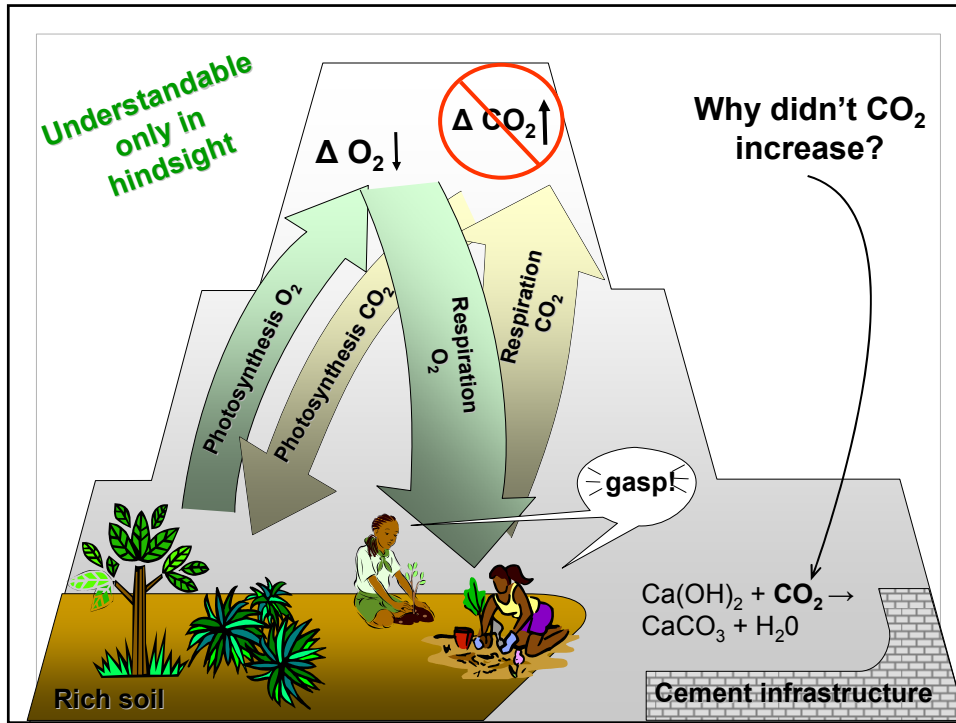 Understandable
only in
hindsight
Δ O₂ ↓
Δ CO₂ ↑
Why didn’t CO₂
increase?
Photosynthesis O₂
Photosynthesis CO₂
Respiration
O₂
Respiration
CO₂
gasp!
Ca(OH)₂ + CO₂ →
CaCO₃ + H₂0
Rich soil
Cement infrastructure